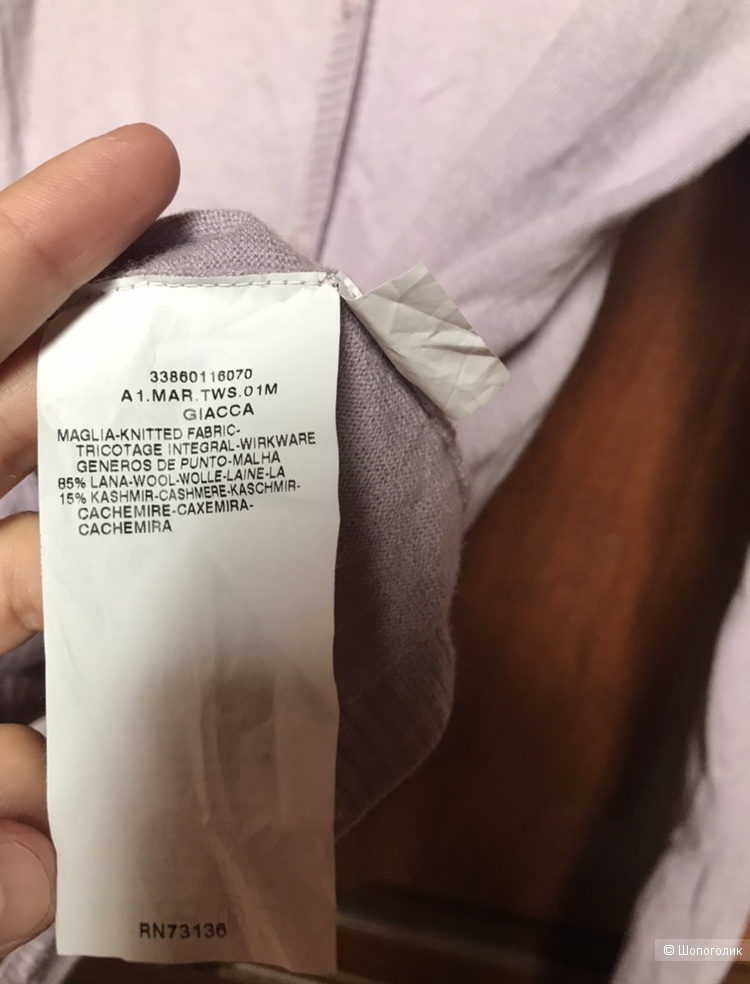 33860116070
A1.MAR.TWS.01M
GIACCA
MAGLIA-KNITTED FABRIC-
TRICOTAGE INTEGRAL-WIRKWARE
GENEROS DE PUNTO-MALHA
85% LANA-WOOL-WOLLE-LAINE-LA
15% KASHMIR-CASHMERE-KASCHMIR-
CACHEMIRE-CAXEMIRA-
CACHEMIRA
RN73136
© Шопоголик